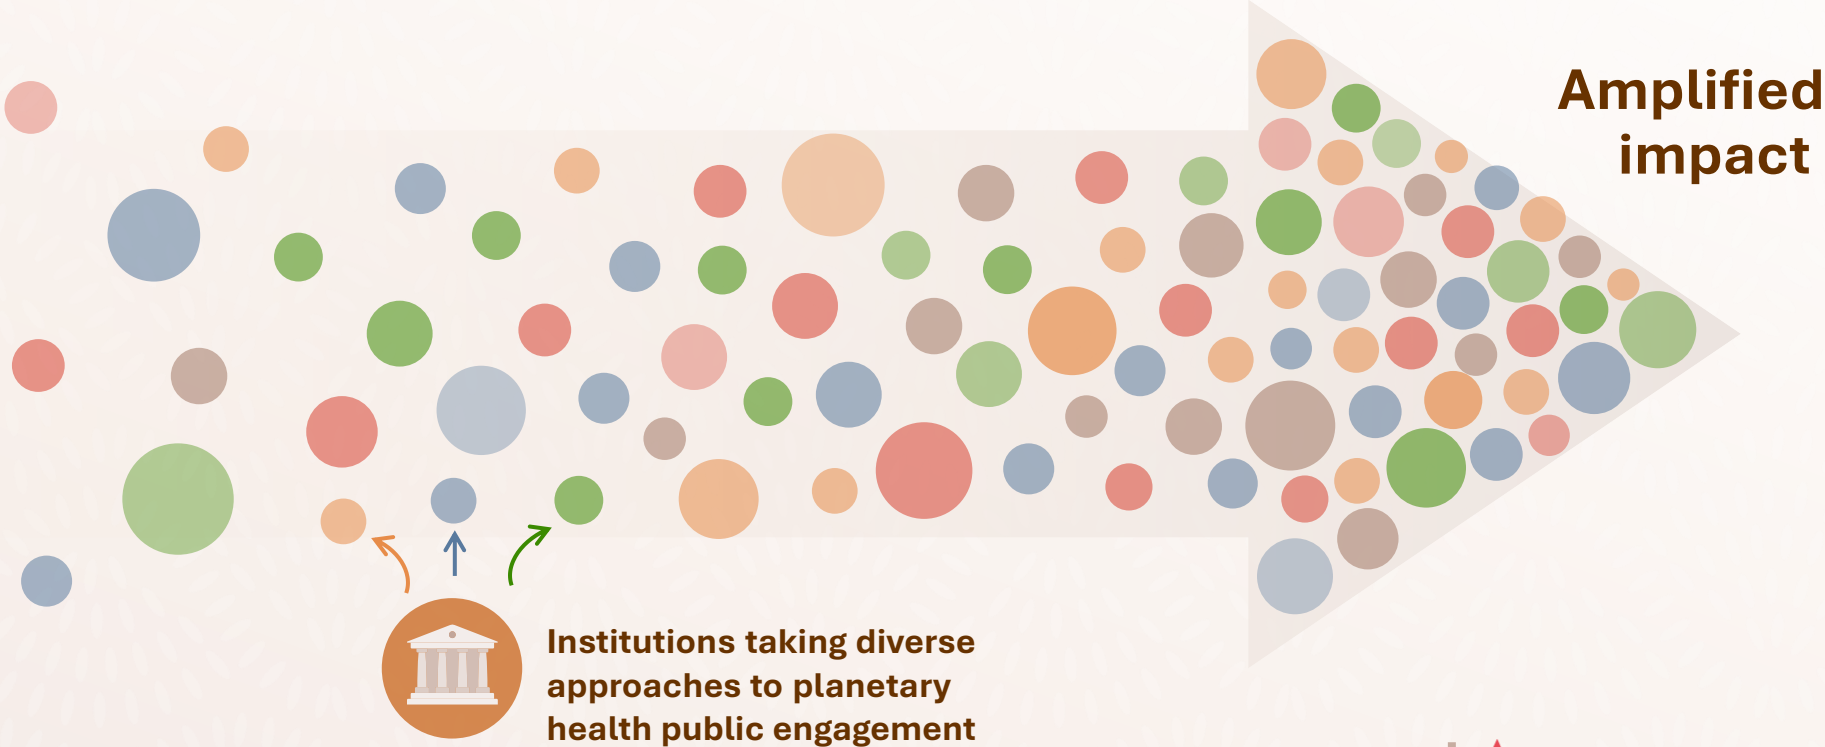 Amplified
impact
Institutions taking diverse
approaches to planetary
health public engagement